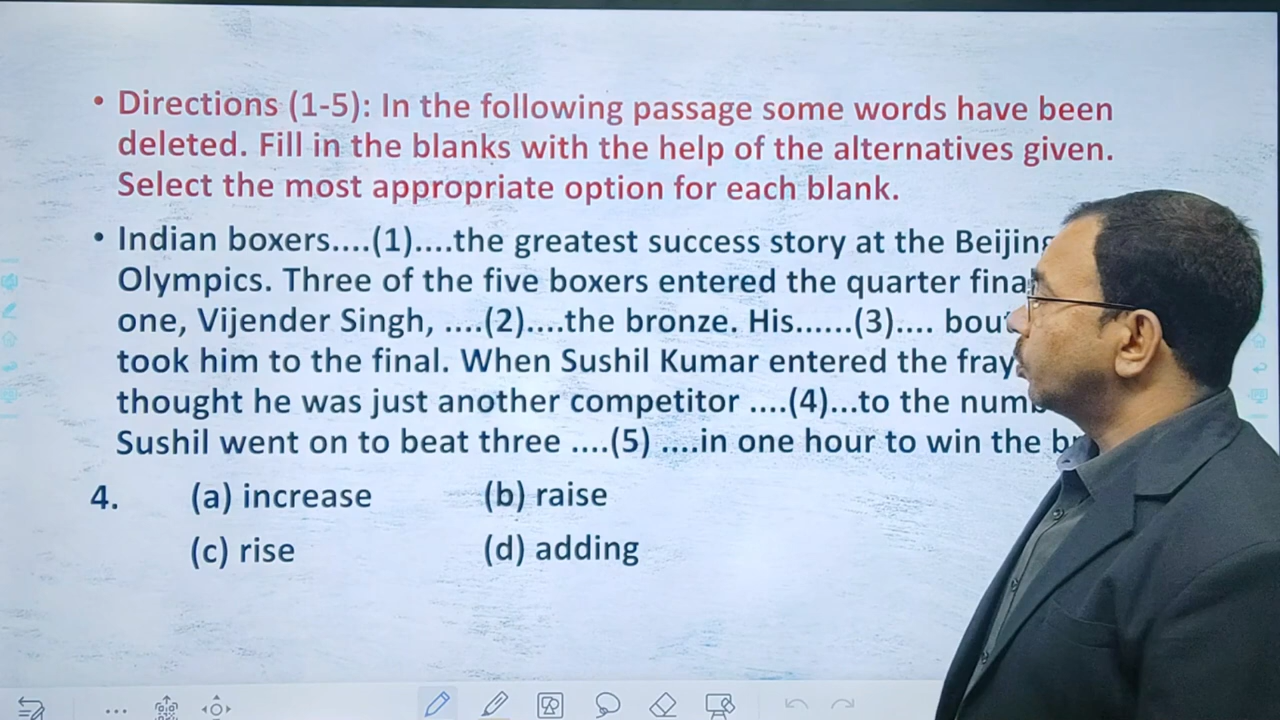 • Directions (1-5): In the following passage some words have been
deleted. Fill in the blanks with the help of the alternatives given.
Select the most appropriate option for each blank.
• Indian boxers....(1)....the greatest success story at the Beijing
Olympics. Three of the five boxers entered the quarter
one, Vijender Singh, ....(2)....the bronze. His......(3)....
took him to the final. When Sushil Kumar entered the fray
thought he was just another competitor ....(4)...to the
Sushil went on to beat three ....(5) ....in one hour to win the
4. (a) increase (b) raise
(c) rise (d) adding